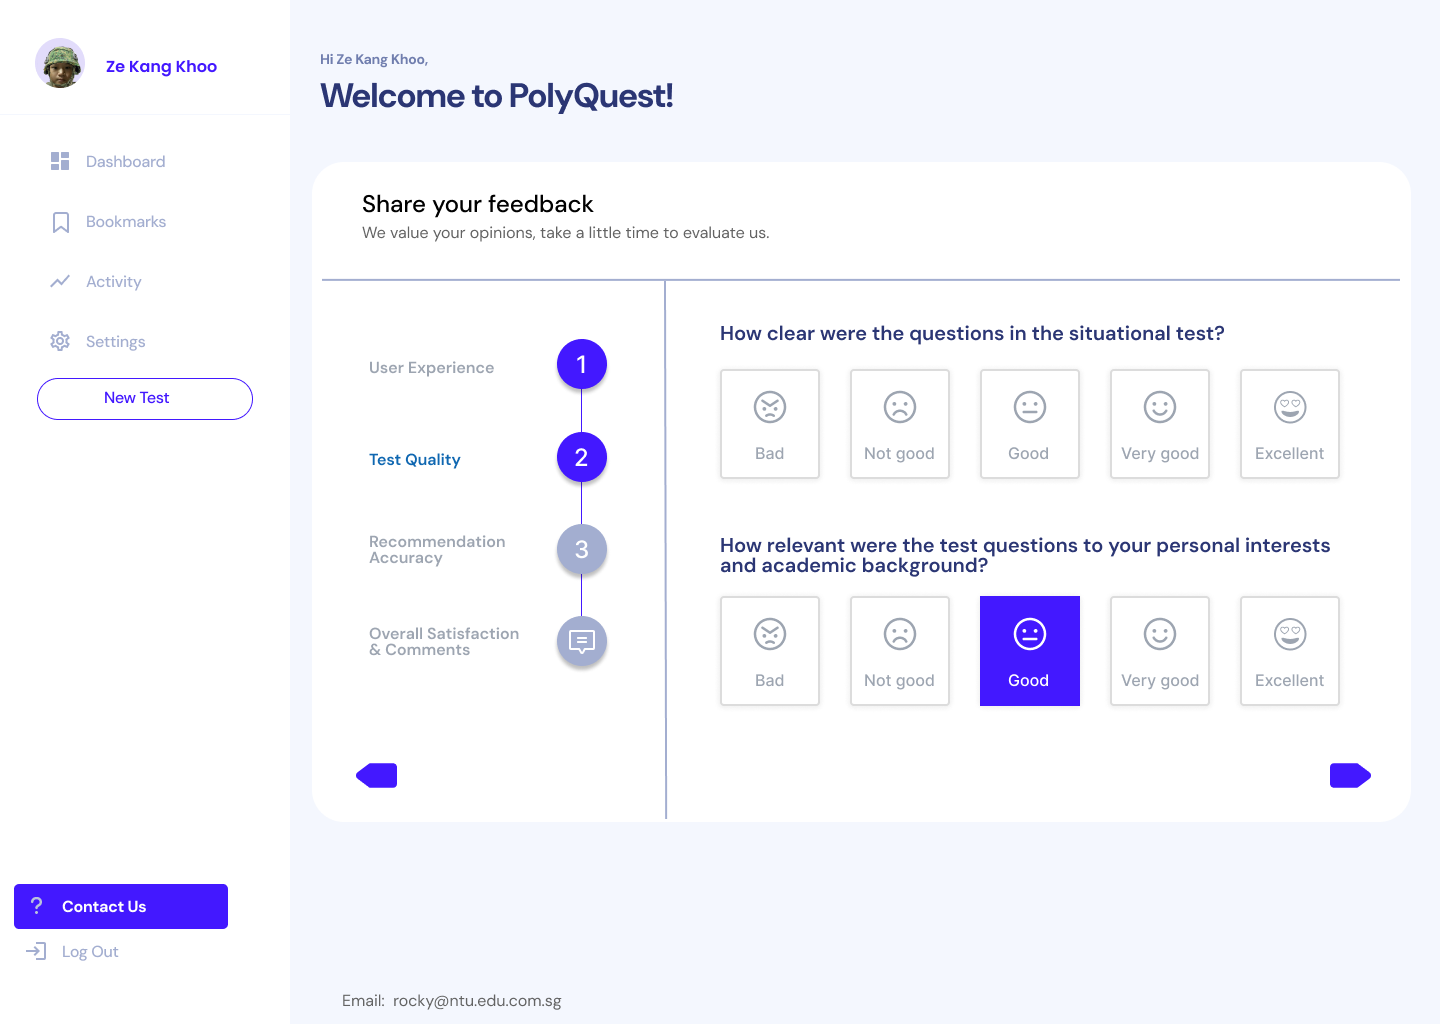 Ze Kang Khoo
Dashboard
Bookmarks
Activity
Settings
New Test
? Contact Us
Log Out
Hi Ze Kang Khoo,
Welcome to PolyQuest!
Share your feedback
We value your opinions, take a little time to evaluate us.
User Experience 1
Test Quality 2
Recommendation
Accuracy 3
Overall Satisfaction
& Comments
How clear were the questions in the situational test?
Bad Not good Good Very good Excellent
How relevant were the test questions to your personal interests
and academic background?
Bad Not good Good Very good Excellent
Email: rocky@ntu.edu.com.sg